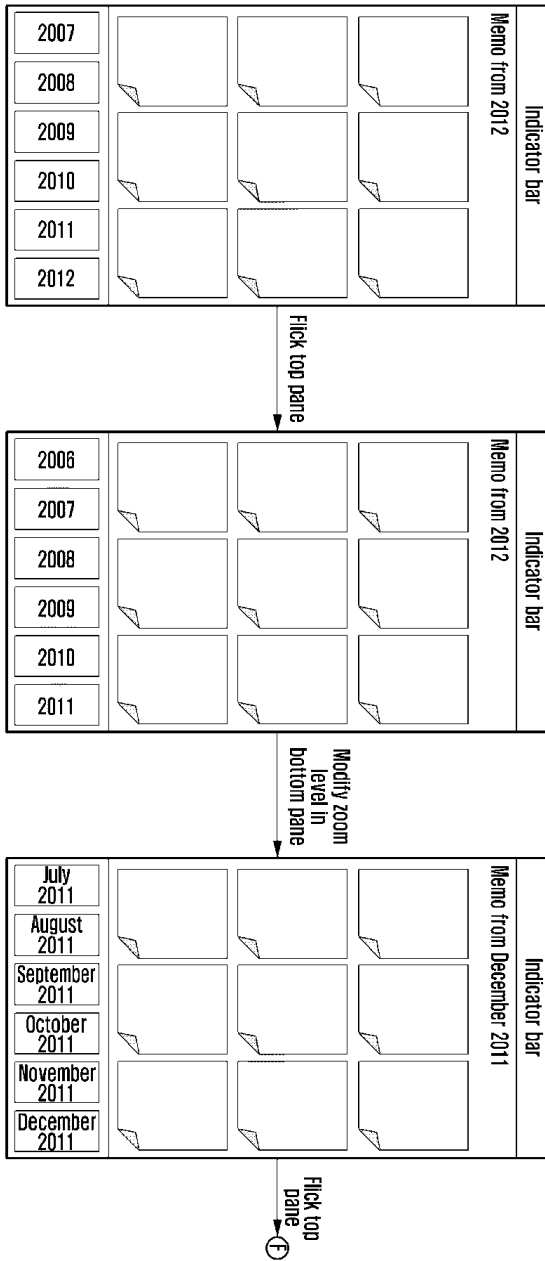 Indicator bar
Memo from 2012
2007
2008
2009
2010
2011
2012
Flick top pane
Indicator bar
Memo from 2012
2006
2007
2008
2009
2010
2011
Modify zoom
level in
bottom pane
Indicator bar
Memo from December 2011
July
2011
August
2011
September
2011
October
2011
November
2011
December
2011
Flick top
pane
F